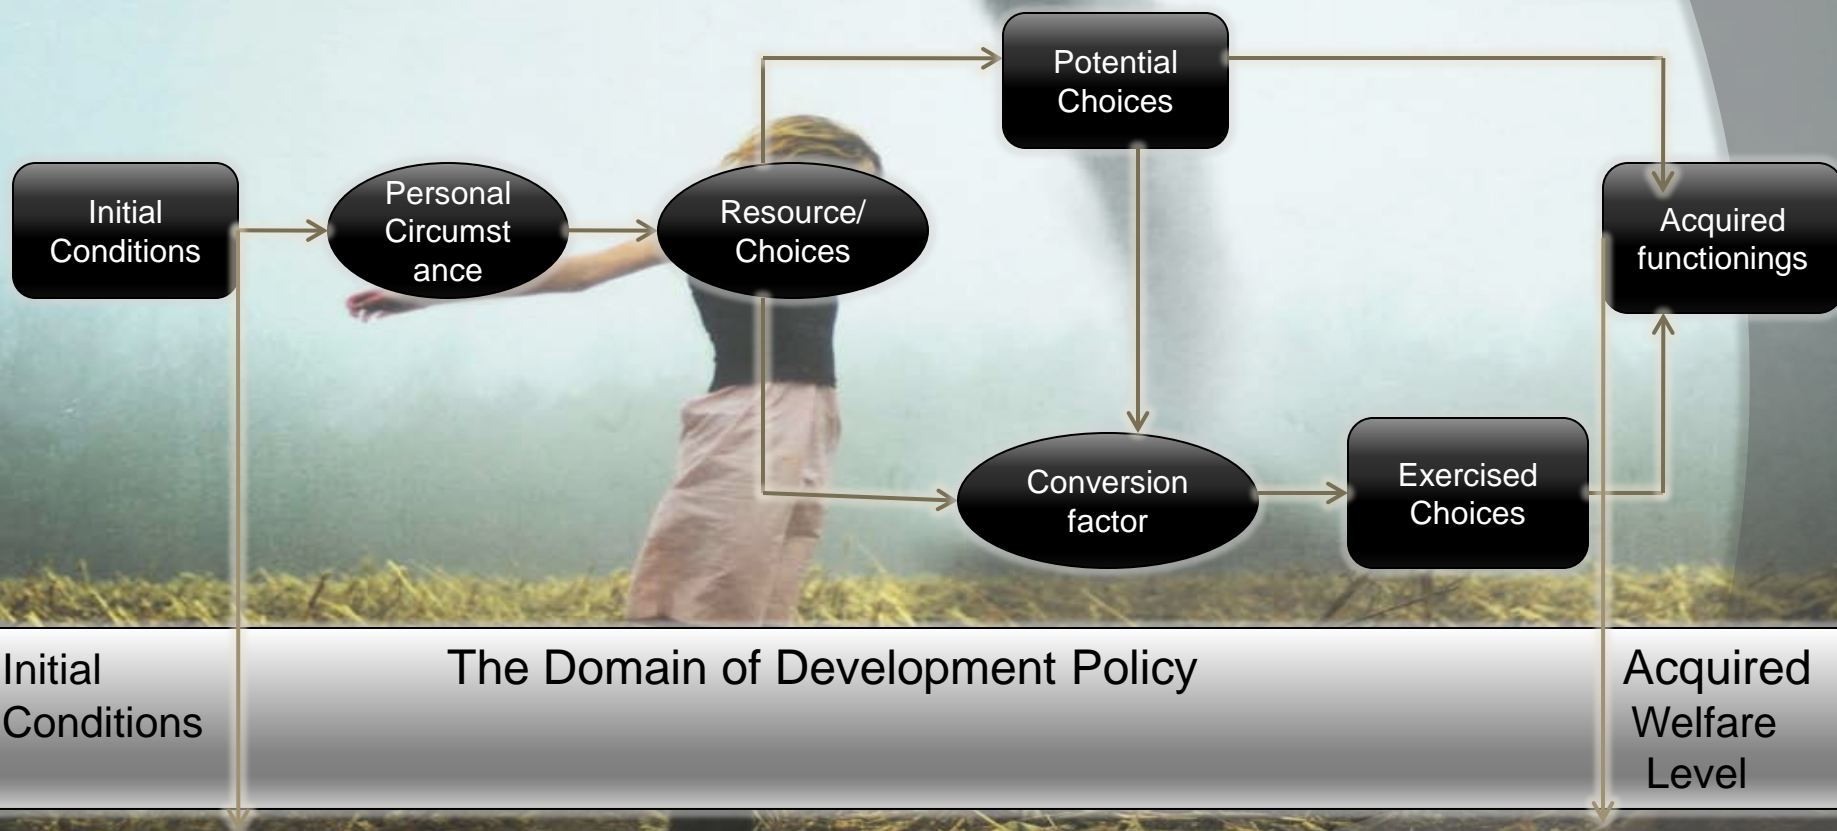 Potential
Choices
Initial
Conditions
Personal
Circumst
ance
Resource/
Choices
Acquired
functionings
Conversion
factor
Exercised
Choices
Initial
Conditions
The Domain of Development Policy
Acquired
Welfare
Level